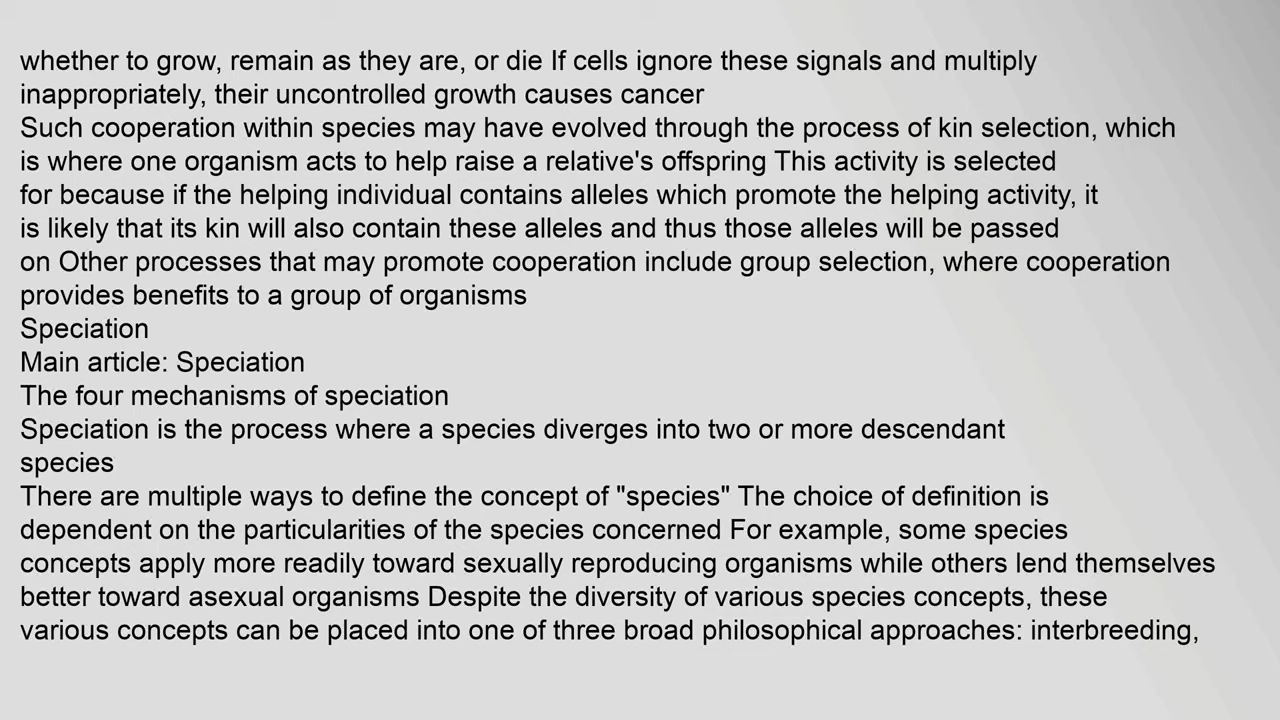 whether to grow, remain as they are, or die If cells ignore these signals and multiply
inappropriately, their uncontrolled growth causes cancer
Such cooperation within species may have evolved through the process of kin selection, which
is where one organism acts to help raise a relative's offspring This activity is selected
for because if the helping individual contains alleles which promote the helping activity, it
is likely that its kin will also contain these alleles and thus those alleles will be passed
on Other processes that may promote cooperation include group selection, where cooperation
provides benefits to a group of organisms
Speciation
Main article: Speciation
The four mechanisms of speciation
Speciation is the process where a species diverges into two or more descendant
species
There are multiple ways to define the concept of "species" The choice of definition is
dependent on the particularities of the species concerned For example, some species
concepts apply more readily toward sexually reproducing organisms while others lend themselves
better toward asexual organisms Despite the diversity of various species concepts, these
various concepts can be placed into one of three broad philosophical approaches: interbreeding,